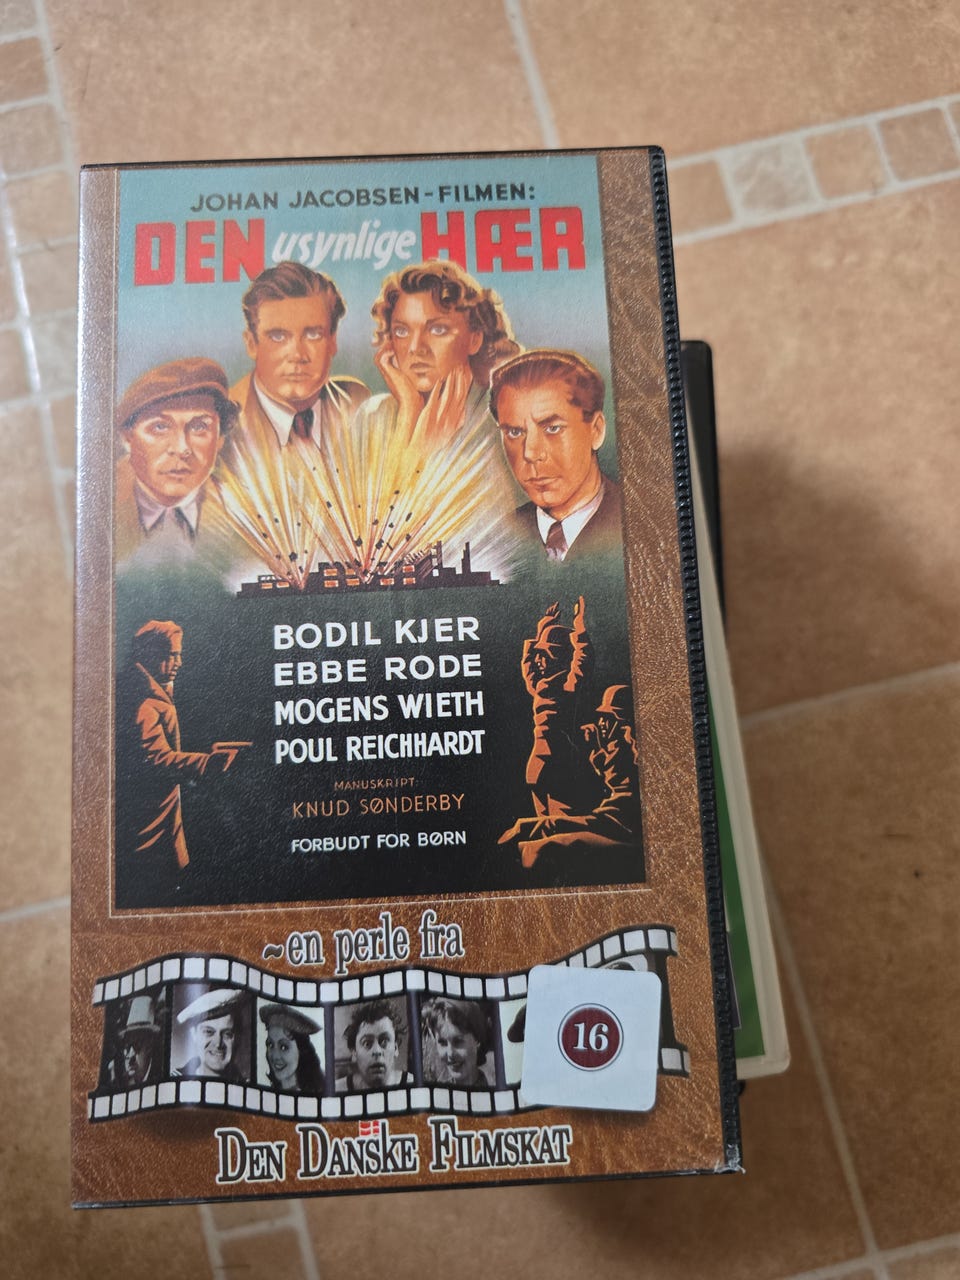 JOHAN JACOBSEN-FILMEN:
DEN usynlige HÆR
BODIL KJER
EBBE RODE
MOGENS WIETH
POUL REICHHARDT
MANUSKRIPT:
KNUD SØNDERBY
FORBUDT FOR BØRN
~en perle fra
16
DEN DANSKE FILMSKAT